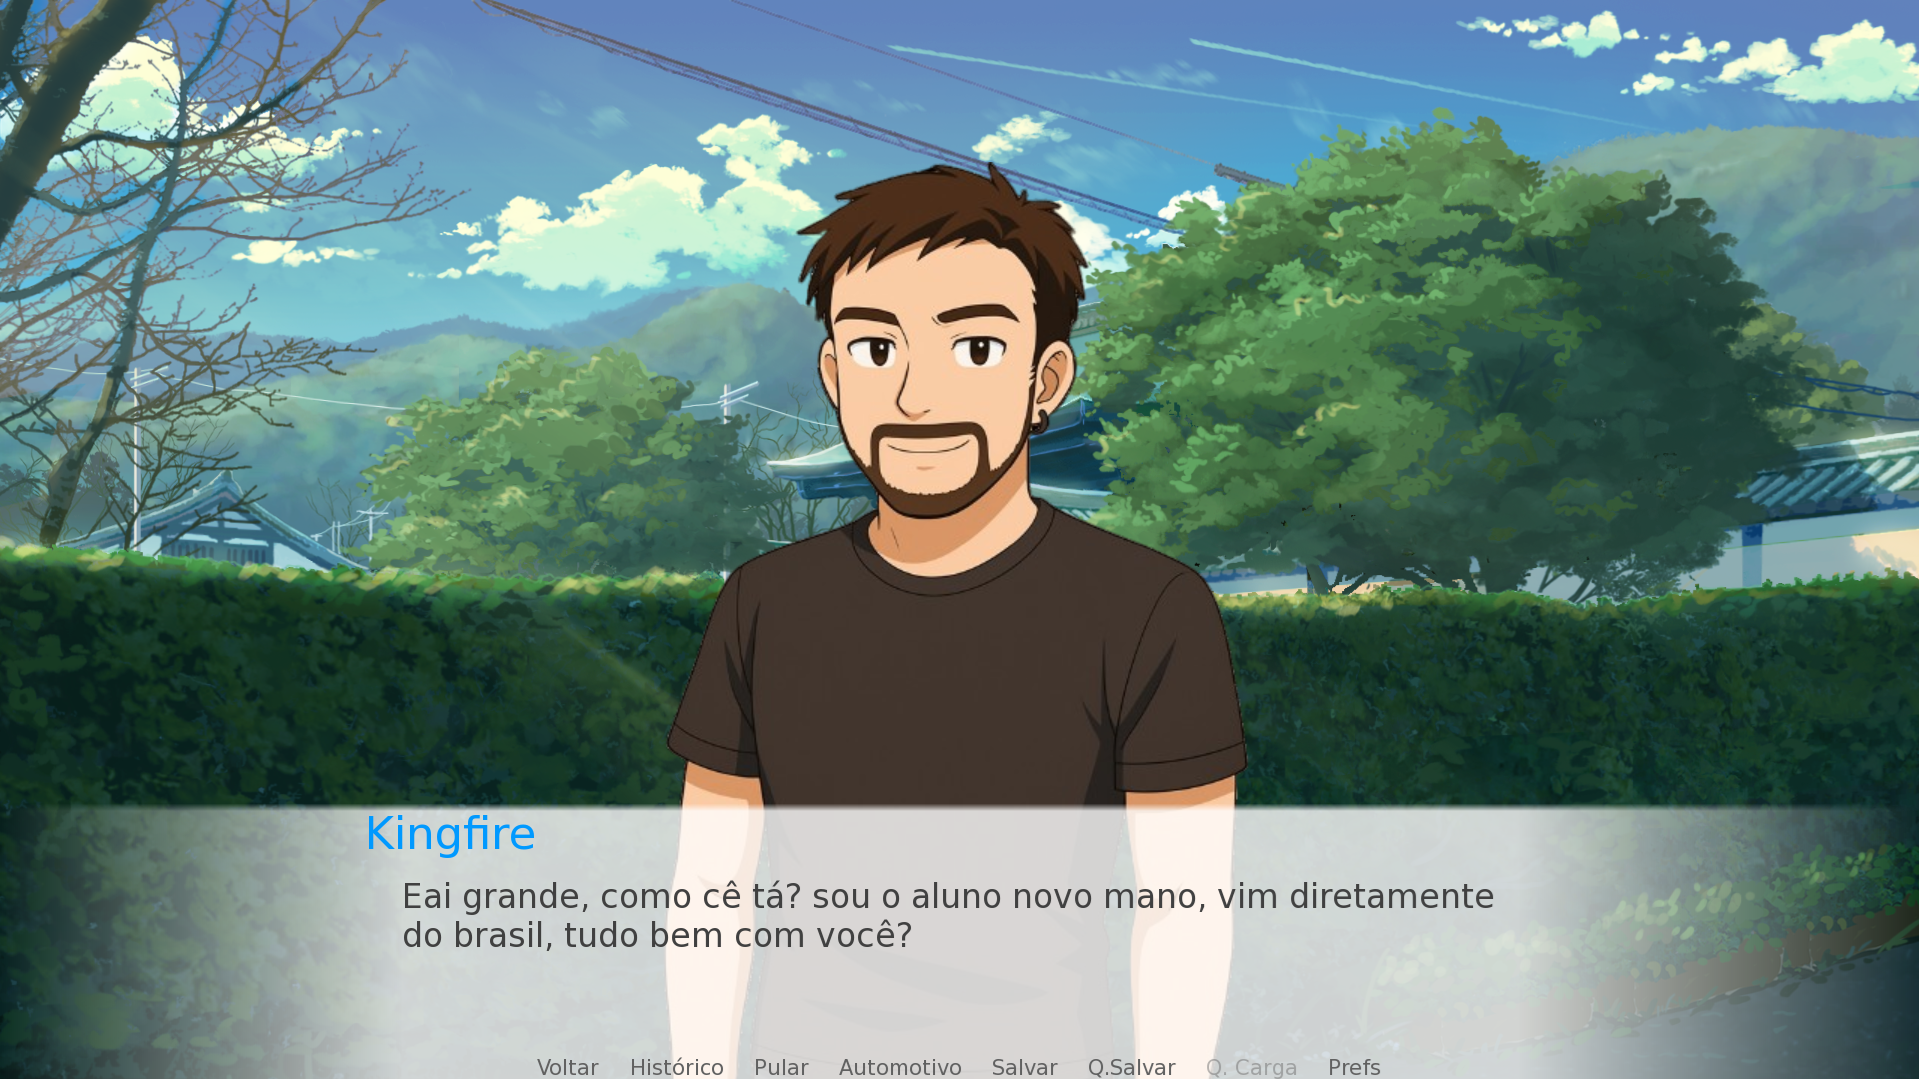 Kingfire
Eai grande, como cê tá? sou o aluno novo mano, vim diretamente
do brasil, tudo bem com você?
Voltar Histórico Pular Automotivo Salvar Q.Salvar Q. Carga Prefs